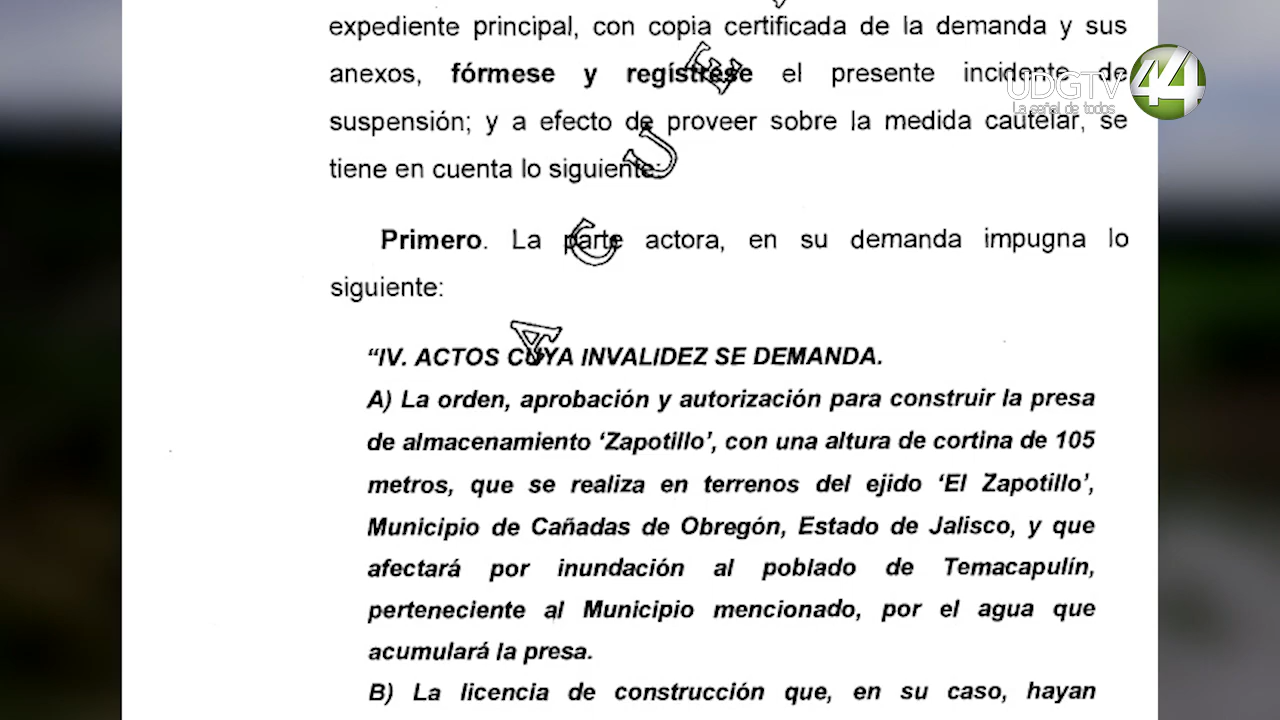 expediente principal, con copia certificada de la demanda y sus
anexos, fórmese y regístrese el presente incidente de
suspensión; y a efecto de proveer sobre la medida cautelar, se
tiene en cuenta lo siguiente:
Primero. La parte actora, en su demanda impugna lo
siguiente:
“IV. ACTOS CUYA INVALIDEZ SE DEMANDA.
A) La orden, aprobación y autorización para construir la presa
de almacenamiento ‘Zapotillo’, con una altura de cortina de 105
metros, que se realiza en terrenos del ejido ‘El Zapotillo’,
Municipio de Cañadas de Obregón, Estado de Jalisco, y que
afectará por inundación al poblado de Temacapulín,
perteneciente al Municipio mencionado, por el agua que
acumulará la presa.
B) La licencia de construcción que, en su caso, hayan
UDGTV 44
La señal de todos
A C U E